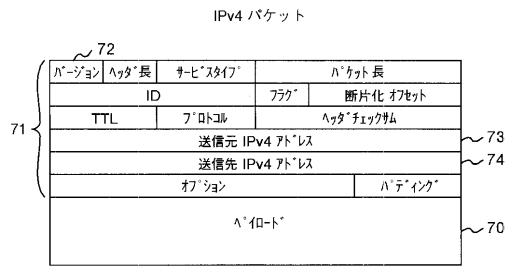 IPv4 パケット
72
バージョン ヘッダ長 サービスタイプ パケット長
ID フラグ 断片化 オフセット
TTL プロトコル ヘッダチェックサム
71
送信元 IPv4 アドレス 73
送信先 IPv4 アドレス 74
オプション パディング
ペイロード 70